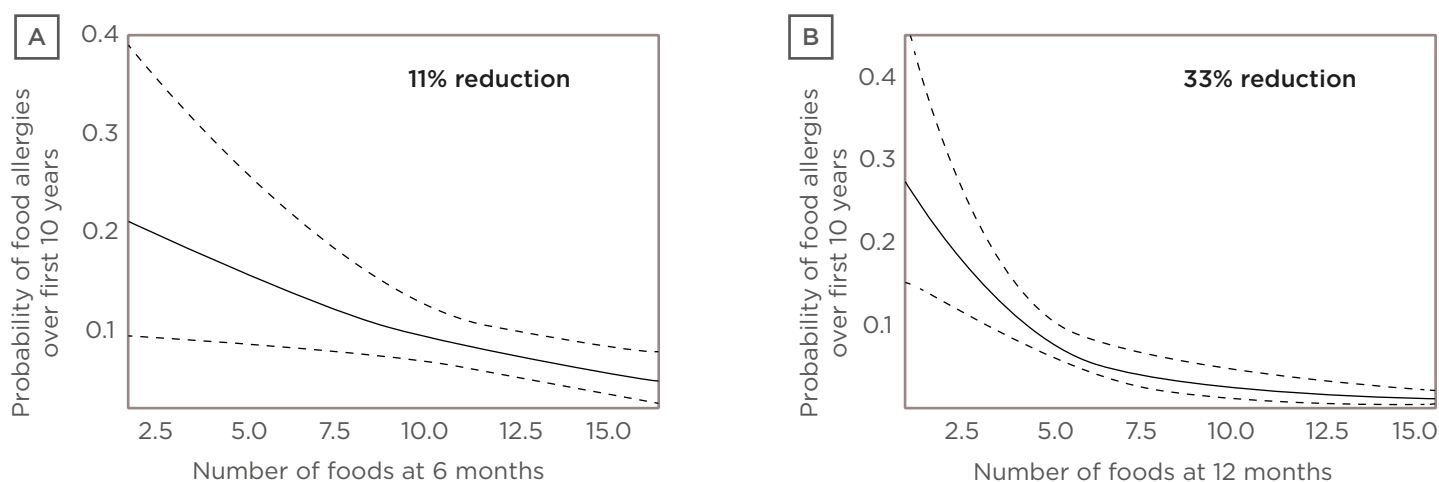 A
0.4
0.3
0.2
0.1
Probability of food allergies
over first 10 years
11% reduction
2.5 5.0 7.5 10.0 12.5 15.0
Number of foods at 6 months
B
0.4
0.3
0.2
0.1
Probability of food allergies
over first 10 years
33% reduction
2.5 5.0 7.5 10.0 12.5 15.0
Number of foods at 12 months